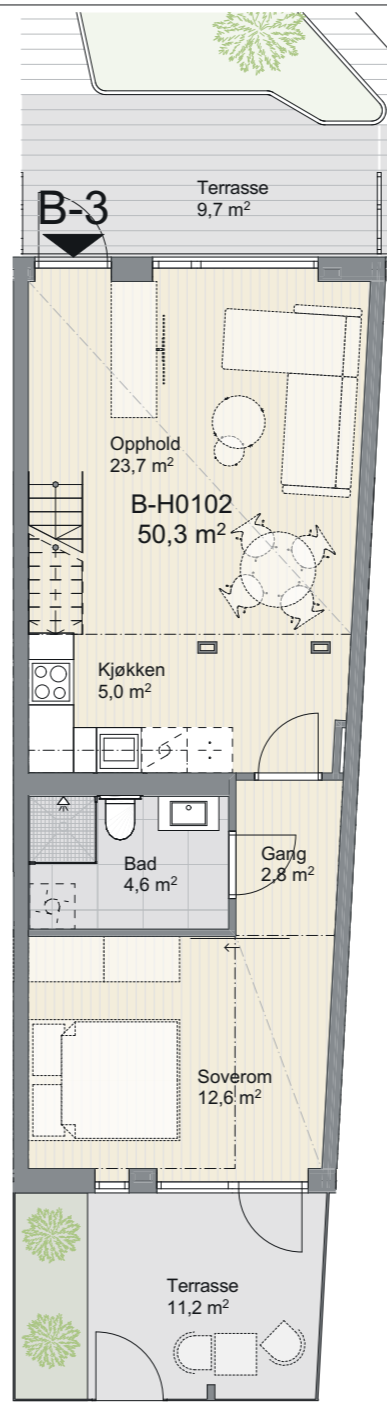 Terrasse
9,7 m²
B-3
Opphold
23,7 m²
B-H0102
50,3 m²
Kjøkken
5,0 m²
Bad
4,6 m²
Gang
2,8 m²
Soverom
12,6 m²
Terrasse
11,2 m²